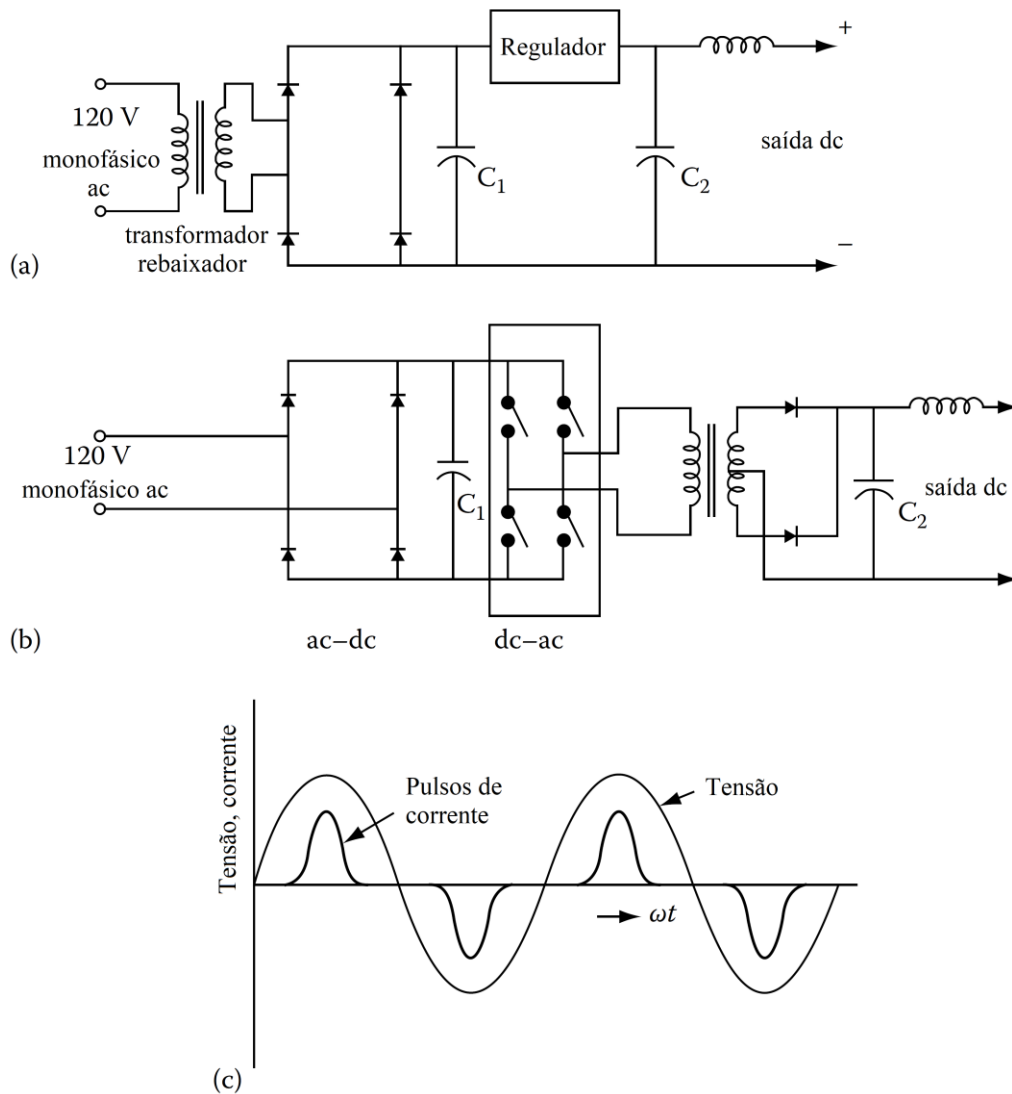 Regulador
+
120 V
monofásico
ac
C1
C2
saída dc
transformador
rebaixador
−
(a)
120 V
monofásico ac
C1
C2
saída dc
(b)
ac–dc
dc–ac
Tensão, corrente
Pulsos de
corrente
Tensão
ωt
(c)